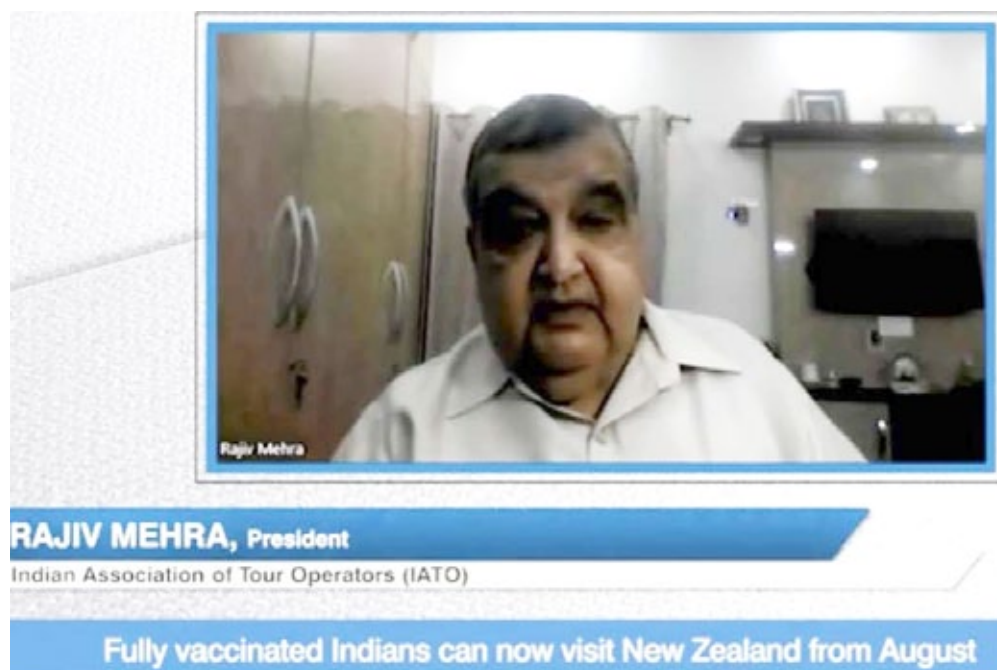 Rajiv Mehra
RAJIV MEHRA, President
Indian Association of Tour Operators (IATO)
Fully vaccinated Indians can now visit New Zealand from August